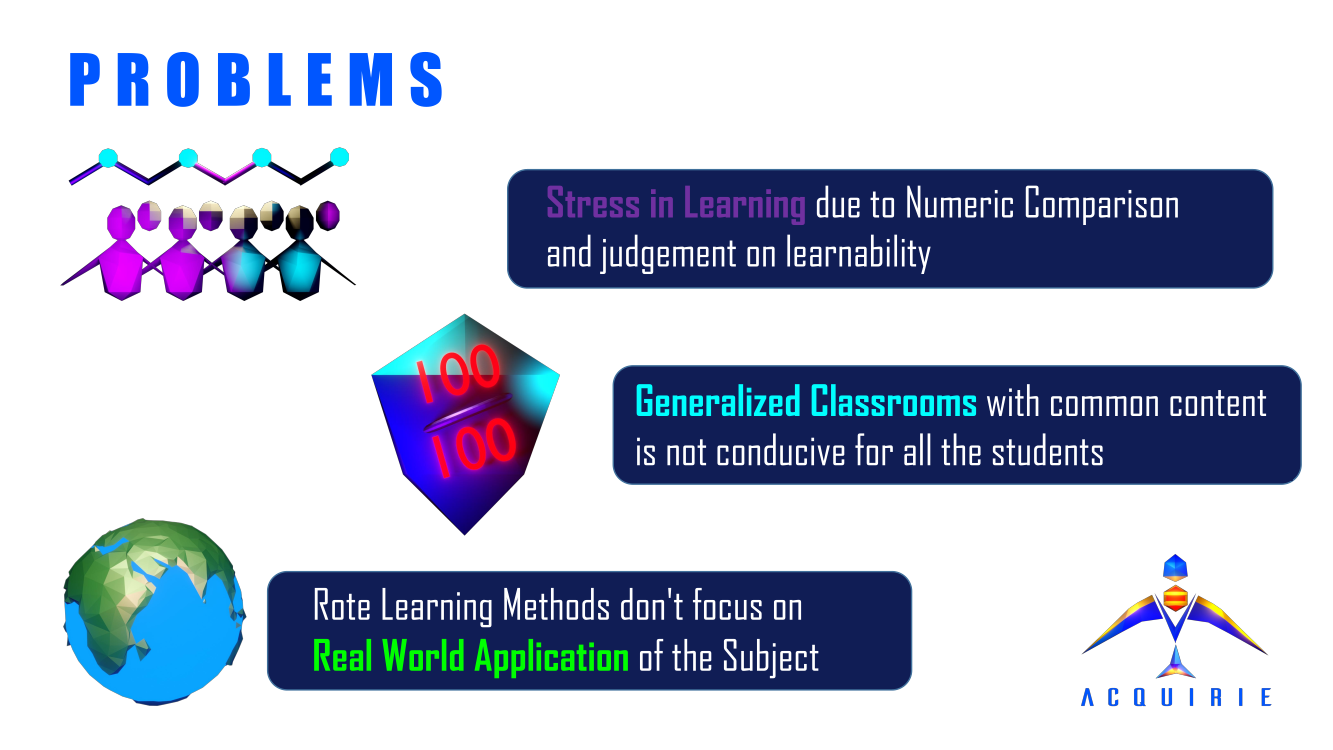 PROBLEMS
Stress in Learning due to Numeric Comparison
and judgement on learnability
100
100
Generalized Classrooms with common content
is not conducive for all the students
Rote Learning Methods don't focus on
Real World Application of the Subject
ACQUIRIE